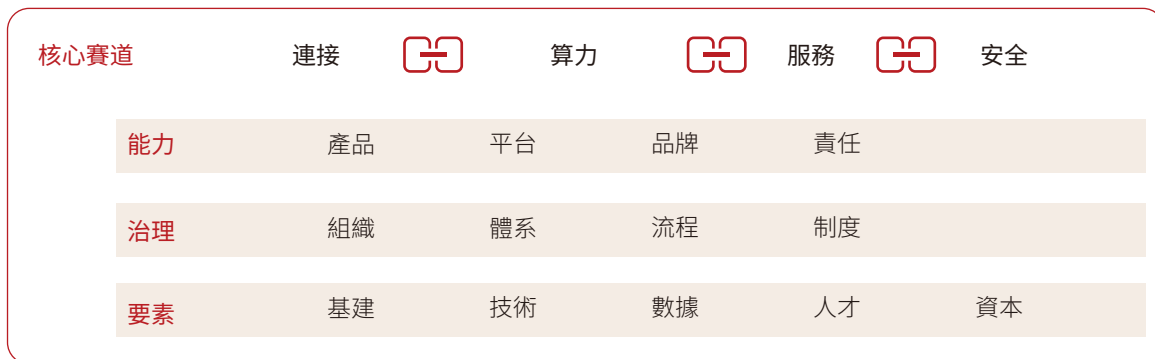 核心賽道 連接 算力 服務 安全
能力 產品 平台 品牌 責任
治理 組織 體系 流程 制度
要素 基建 技術 數據 人才 資本